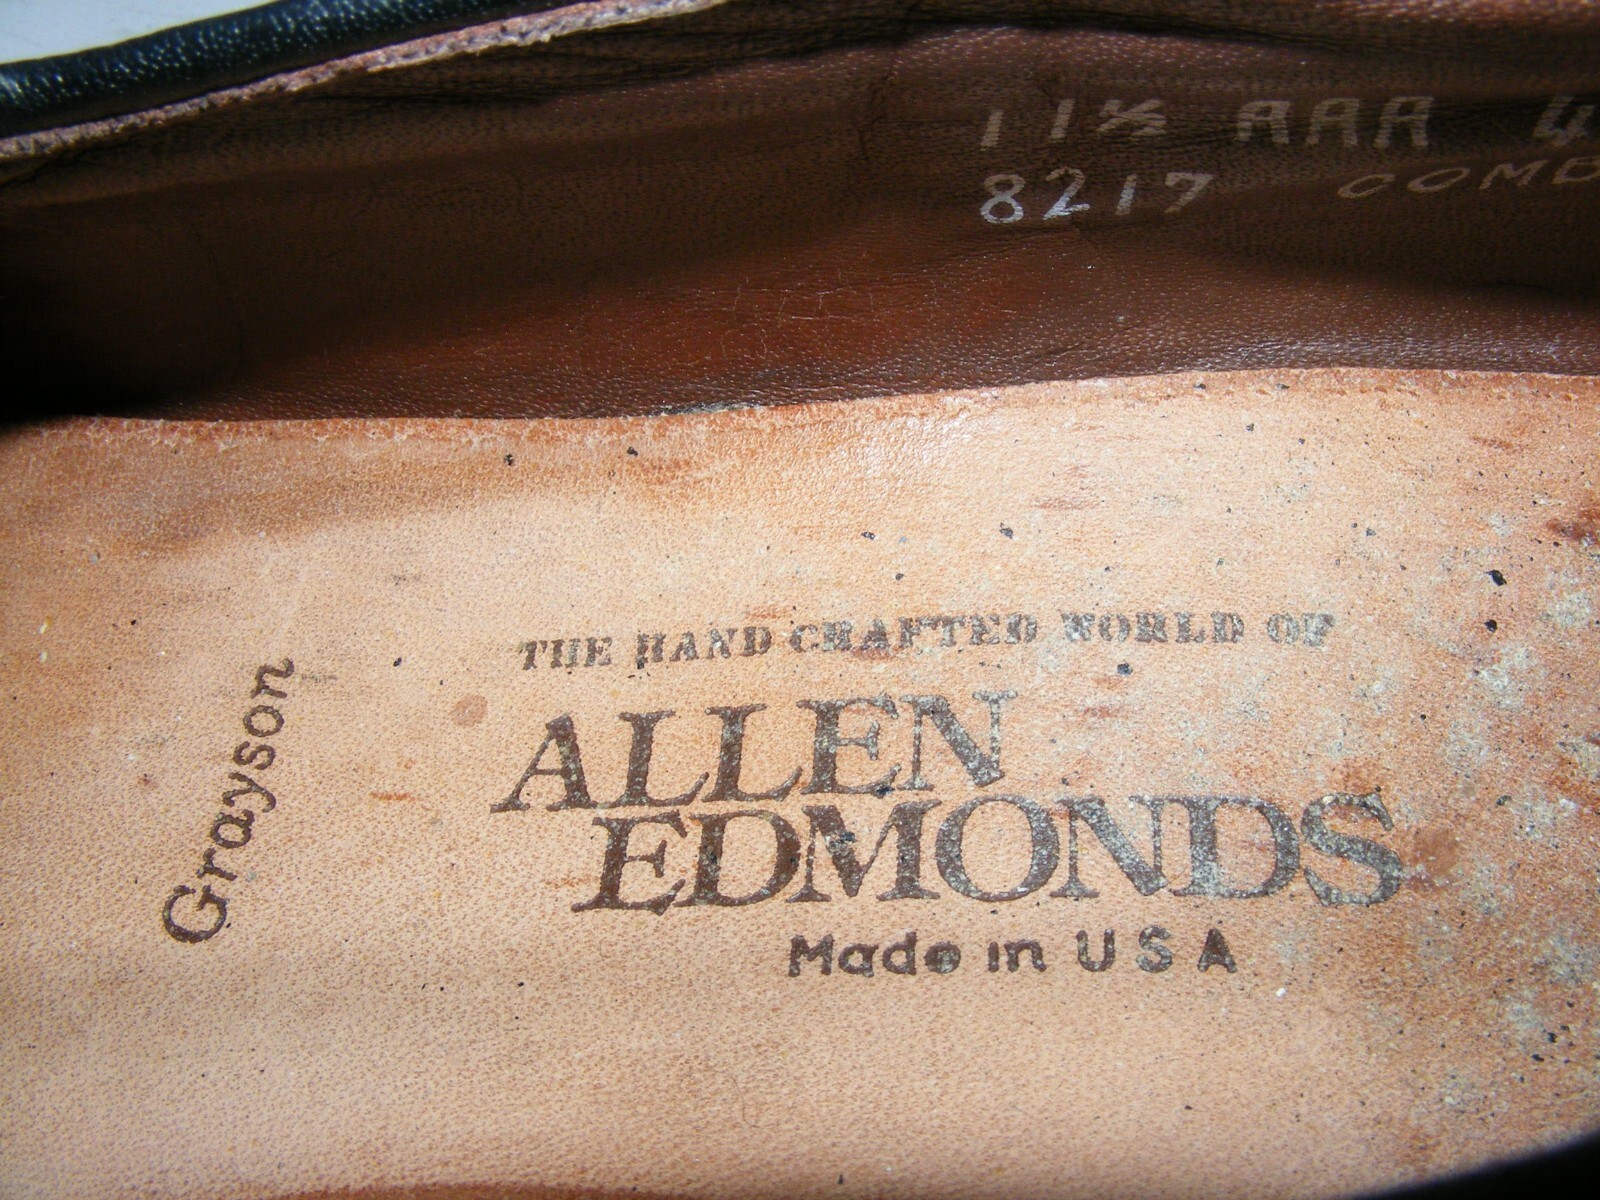 11½ AAA
8217
THE HAND CRAFTED WORLD OF
ALLEN
EDMONDS
Made in USA
Grayson